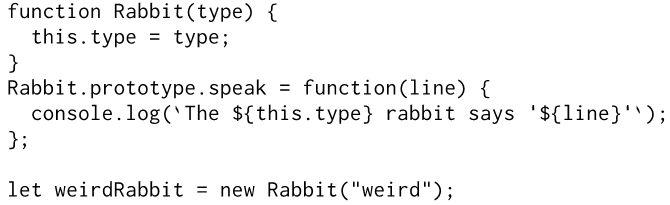 function Rabbit(type) {
  this.type = type;
}
Rabbit.prototype.speak = function(line) {
  console.log(`The ${this.type} rabbit says '${line}'`);
};

let weirdRabbit = new Rabbit("weird");